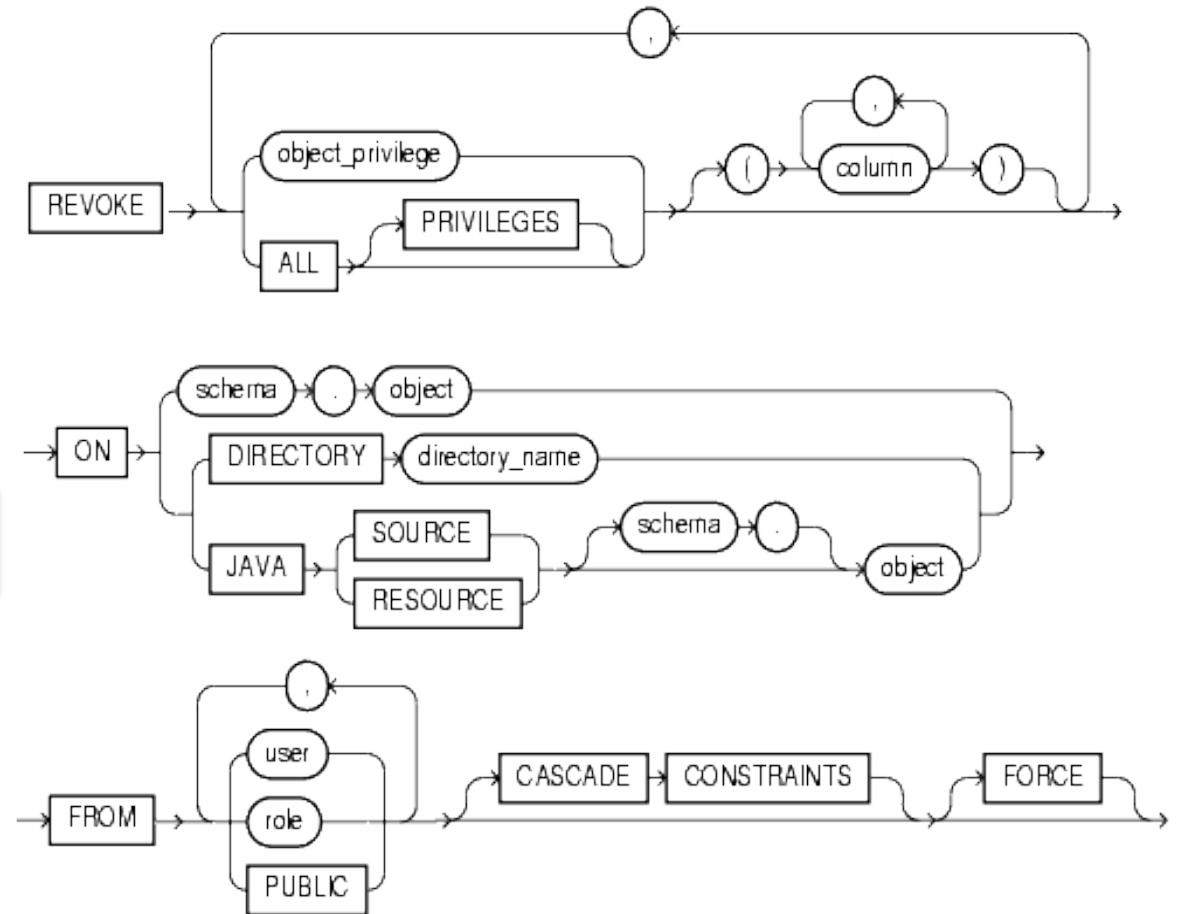 ,
,
object_privilege
( column )
REVOKE
PRIVILEGES
ALL
schema . object
ON
DIRECTORY directory_name
SOURCE
schema .
JAVA
object
RESOURCE
,
user
CASCADE CONSTRAINTS FORCE
FROM
role
PUBLIC